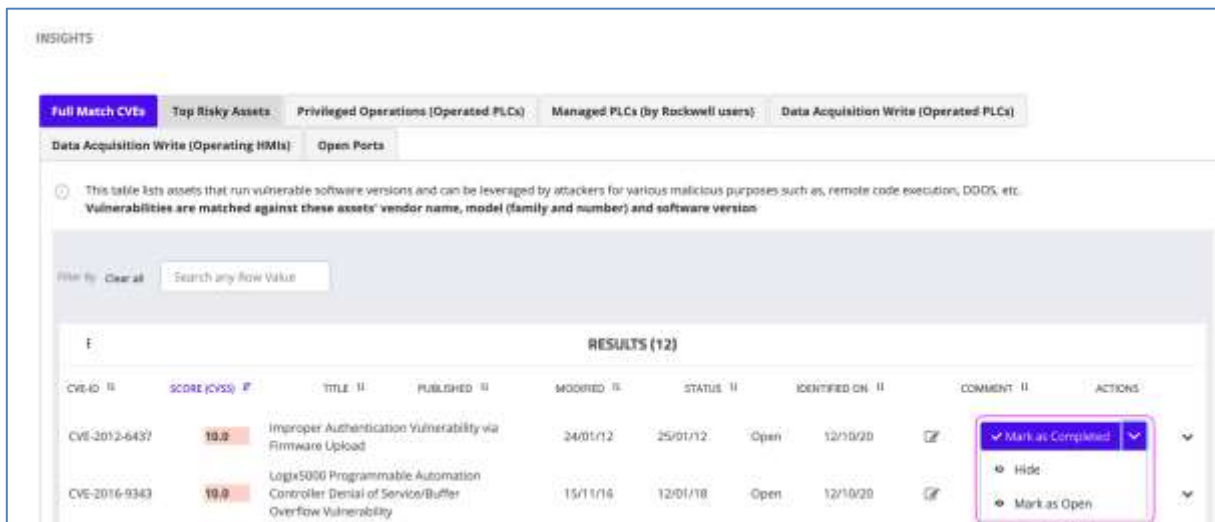 INSIGHTS
Full Match CVEs Top Risky Assets Privileged Operations (Operated PLCs) Managed PLCs (by Rockwell users) Data Acquisition Write (Operated PLCs)
Data Acquisition Write (Operating HMIs) Open Ports
This table lists assets that run vulnerable software versions and can be leveraged by attackers for various malicious purposes such as, remote code execution, DDOS, etc.
Vulnerabilities are matched against these assets' vendor name, model (family and number) and software version
Filter By Clear all Search any Row Value
RESULTS (12)
CVE-ID SCORE (CVSS) TITLE PUBLISHED MODIFIED STATUS IDENTIFIED ON COMMENT ACTIONS
CVE-2012-6437 10.0 Improper Authentication Vulnerability via
Firmware Upload 24/01/12 25/01/12 Open 12/10/20 Mark as Completed
Hide
Logix5000 Programmable Automation
CVE-2016-9343 10.0 Controller Denial of Service/Buffer 15/11/16 12/01/18 Open 12/10/20 Mark as Open
Overflow Vulnerability